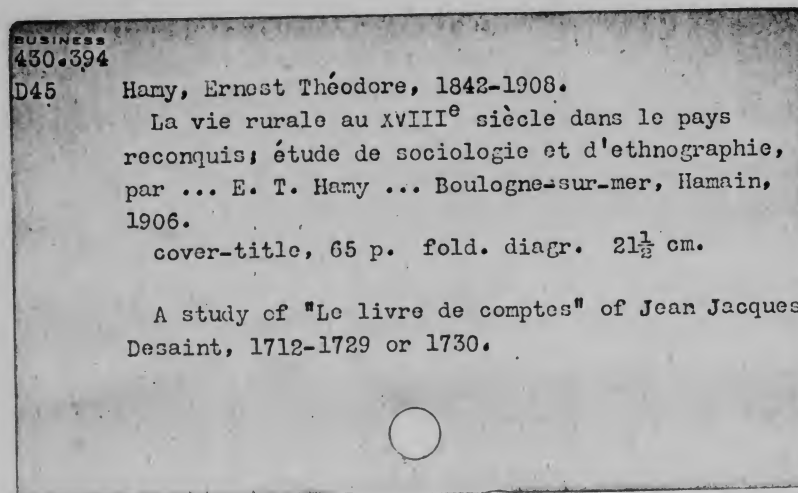 BUSINESS
430.394
D45 Hamy, Ernest Théodore, 1842-1908.
La vie rurale au XVIIIe siècle dans le pays
reconquis; étude de sociologie et d'ethnographie,
par ... E. T. Hamy ... Boulogne-sur-mer, Hamain,
1906.
cover-title, 65 p. fold. diagr. 21½ cm.
A study of "Le livre de comptes" of Jean Jacques
Desaint, 1712-1729 or 1730.